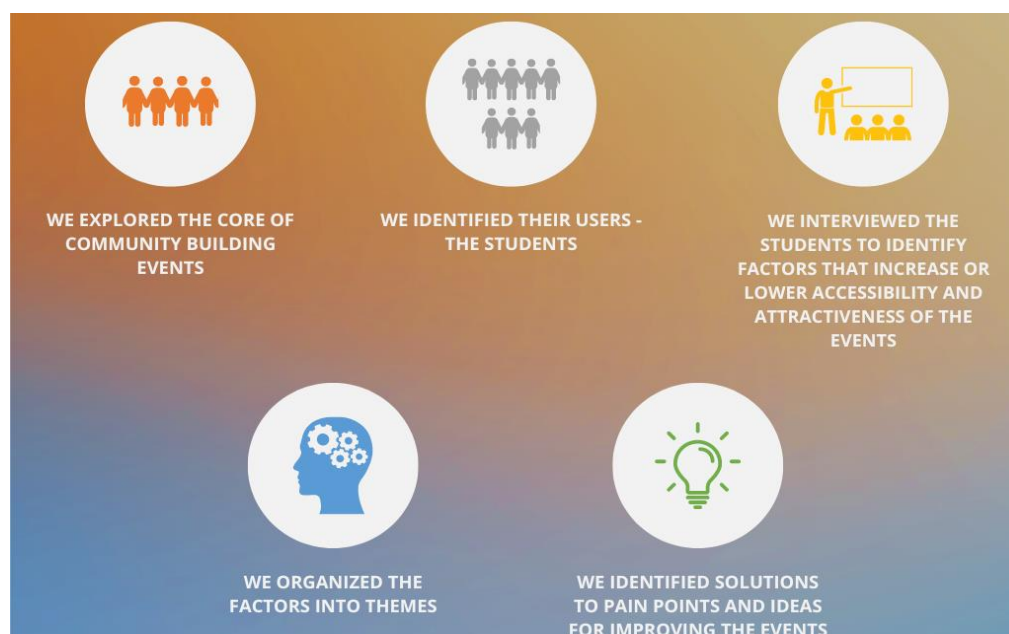 WE EXPLORED THE CORE OF
COMMUNITY BUILDING
EVENTS
WE IDENTIFIED THEIR USERS -
THE STUDENTS
WE INTERVIEWED THE
STUDENTS TO IDENTIFY
FACTORS THAT INCREASE OR
LOWER ACCESSIBILITY AND
ATTRACTIVENESS OF THE
EVENTS
WE ORGANIZED THE
FACTORS INTO THEMES
WE IDENTIFIED SOLUTIONS
TO PAIN POINTS AND IDEAS
FOR IMPROVING THE EVENTS